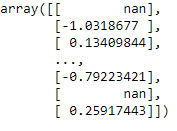 array([[        nan],
[-1.0318677 ],
[ 0.13409844],
...,
[-0.79223421],
[        nan],
[ 0.25917443]])